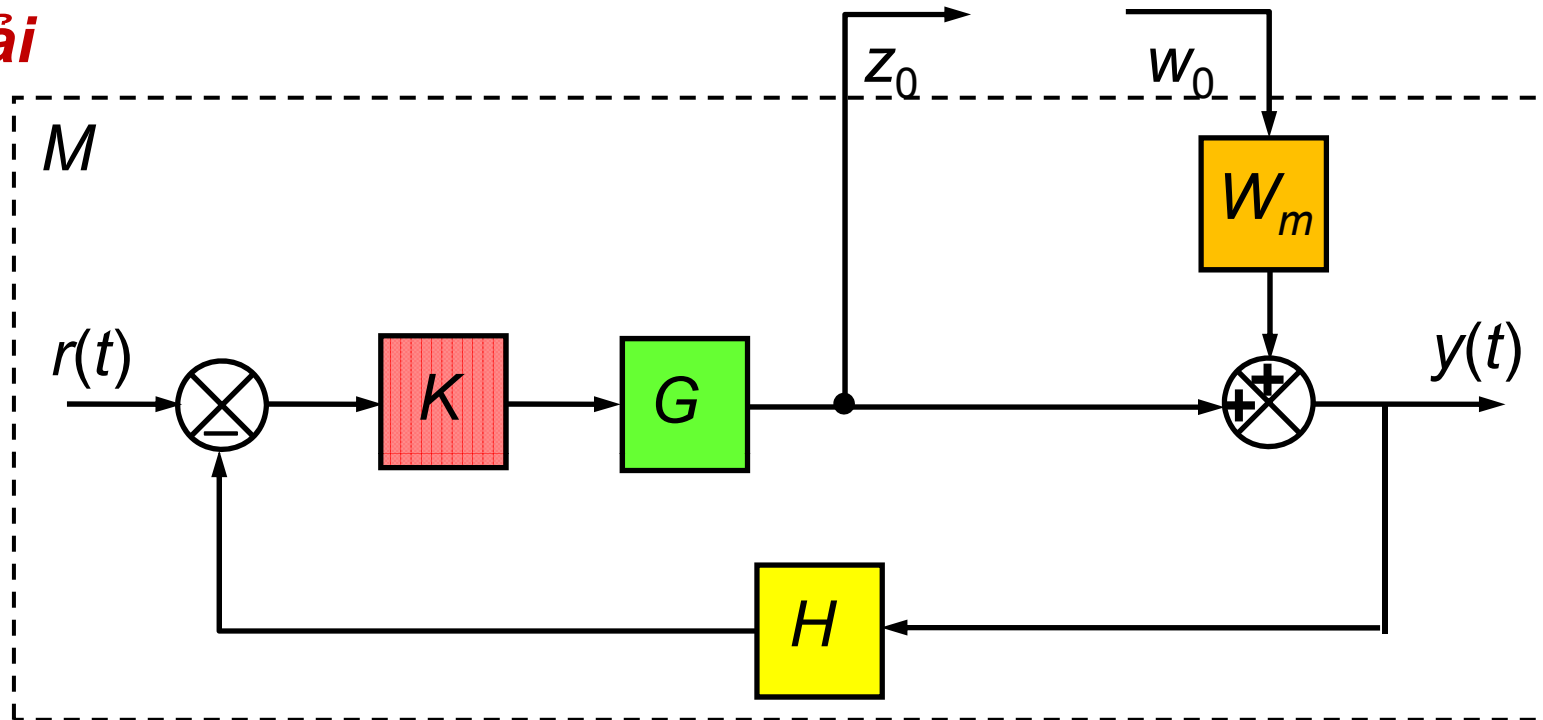 ải
z₀ w₀
M
Wₘ
r(t) K G y(t)
H